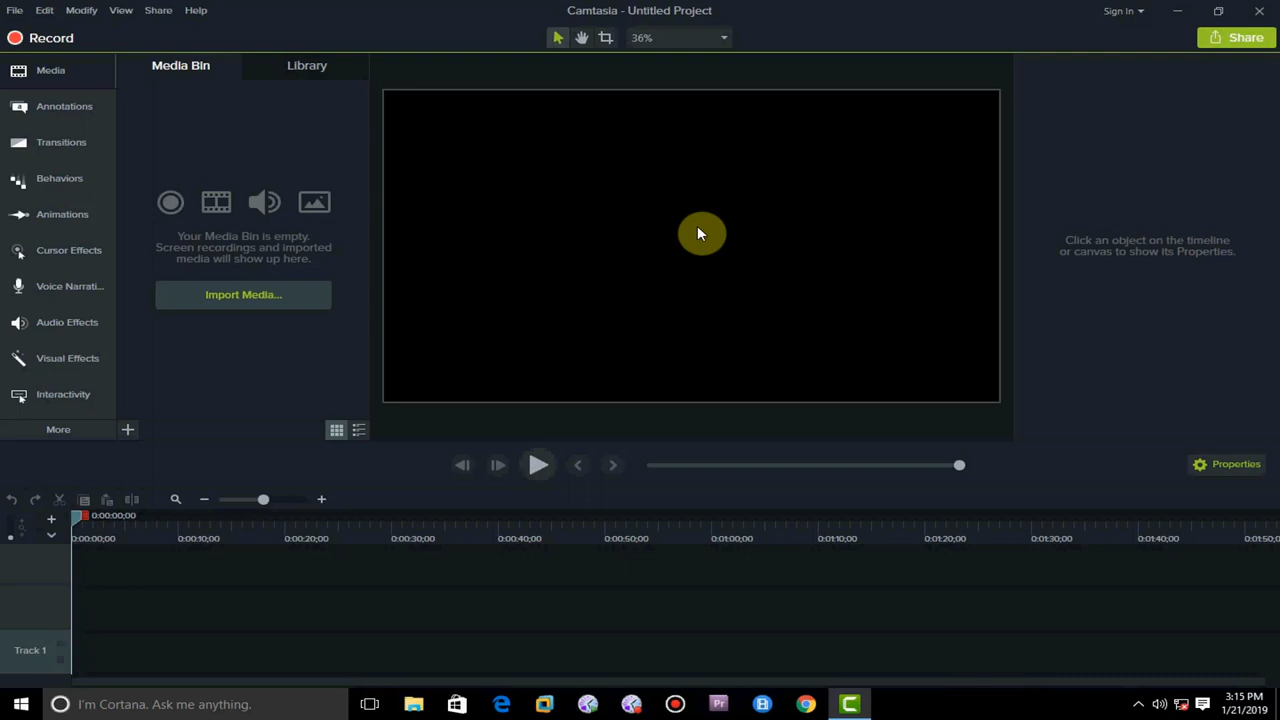 File Edit Modify View Share Help
Camtasia - Untitled Project
Sign In
Record
36%
Share
Media
Annotations
Transitions
Behaviors
Animations
Cursor Effects
Voice Narrati...
Audio Effects
Visual Effects
Interactivity
More
Media Bin
Library
Your Media Bin is empty.
Screen recordings and imported
media will show up here.
Import Media...
Click an object on the timeline
or canvas to show its Properties.
Properties
0:00:00;00
0:00:00;00 0:00:10;00 0:00:20;00 0:00:30;00 0:00:40;00 0:00:50;00 0:01:00;00 0:01:10;00 0:01:20;00 0:01:30;00 0:01:40;00 0:01:50;0
Track 1
I'm Cortana. Ask me anything.
Pr
3:15 PM
1/21/2019